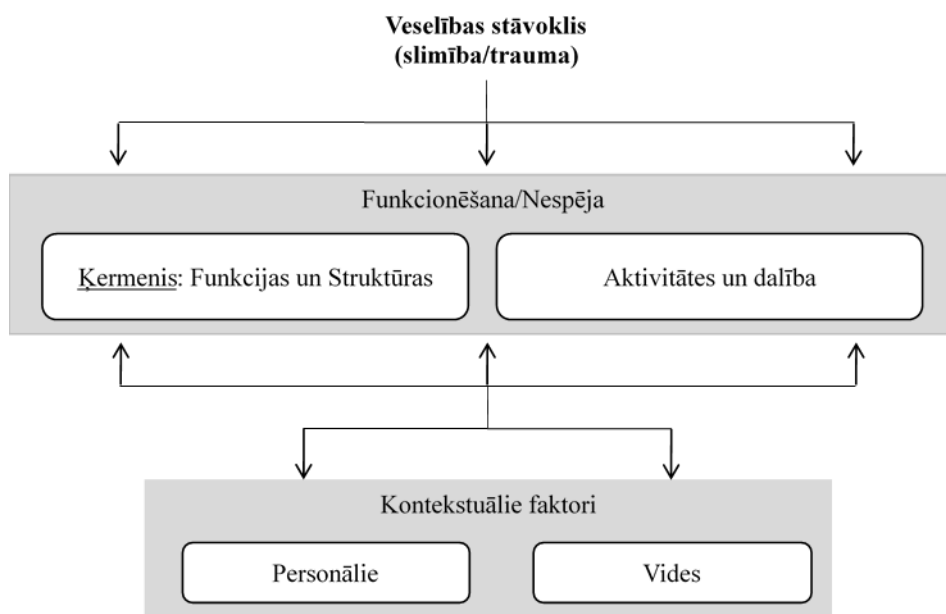 Veselības stāvoklis
(slimība/trauma)
Funkcionēšana/Nespēja
Ķermenis: Funkcijas un Struktūras
Aktivitātes un dalība
Kontekstuālie faktori
Personālie
Vides